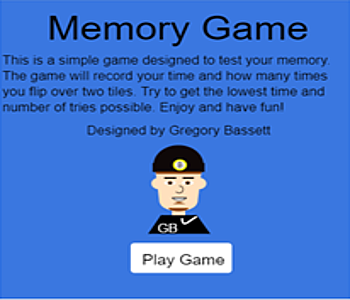 Memory Game
This is a simple game designed to test your memory.
The game will record your time and how many times
you flip over two tiles. Try to get the lowest time and
number of tries possible. Enjoy and have fun!
Designed by Gregory Bassett
GB
Play Game